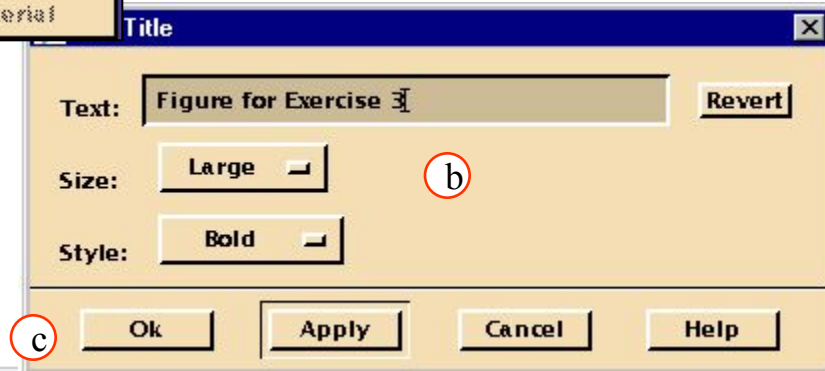 erial
Title
Text: Figure for Exercise 3 Revert
Size: Large b
Style: Bold
c Ok Apply Cancel Help